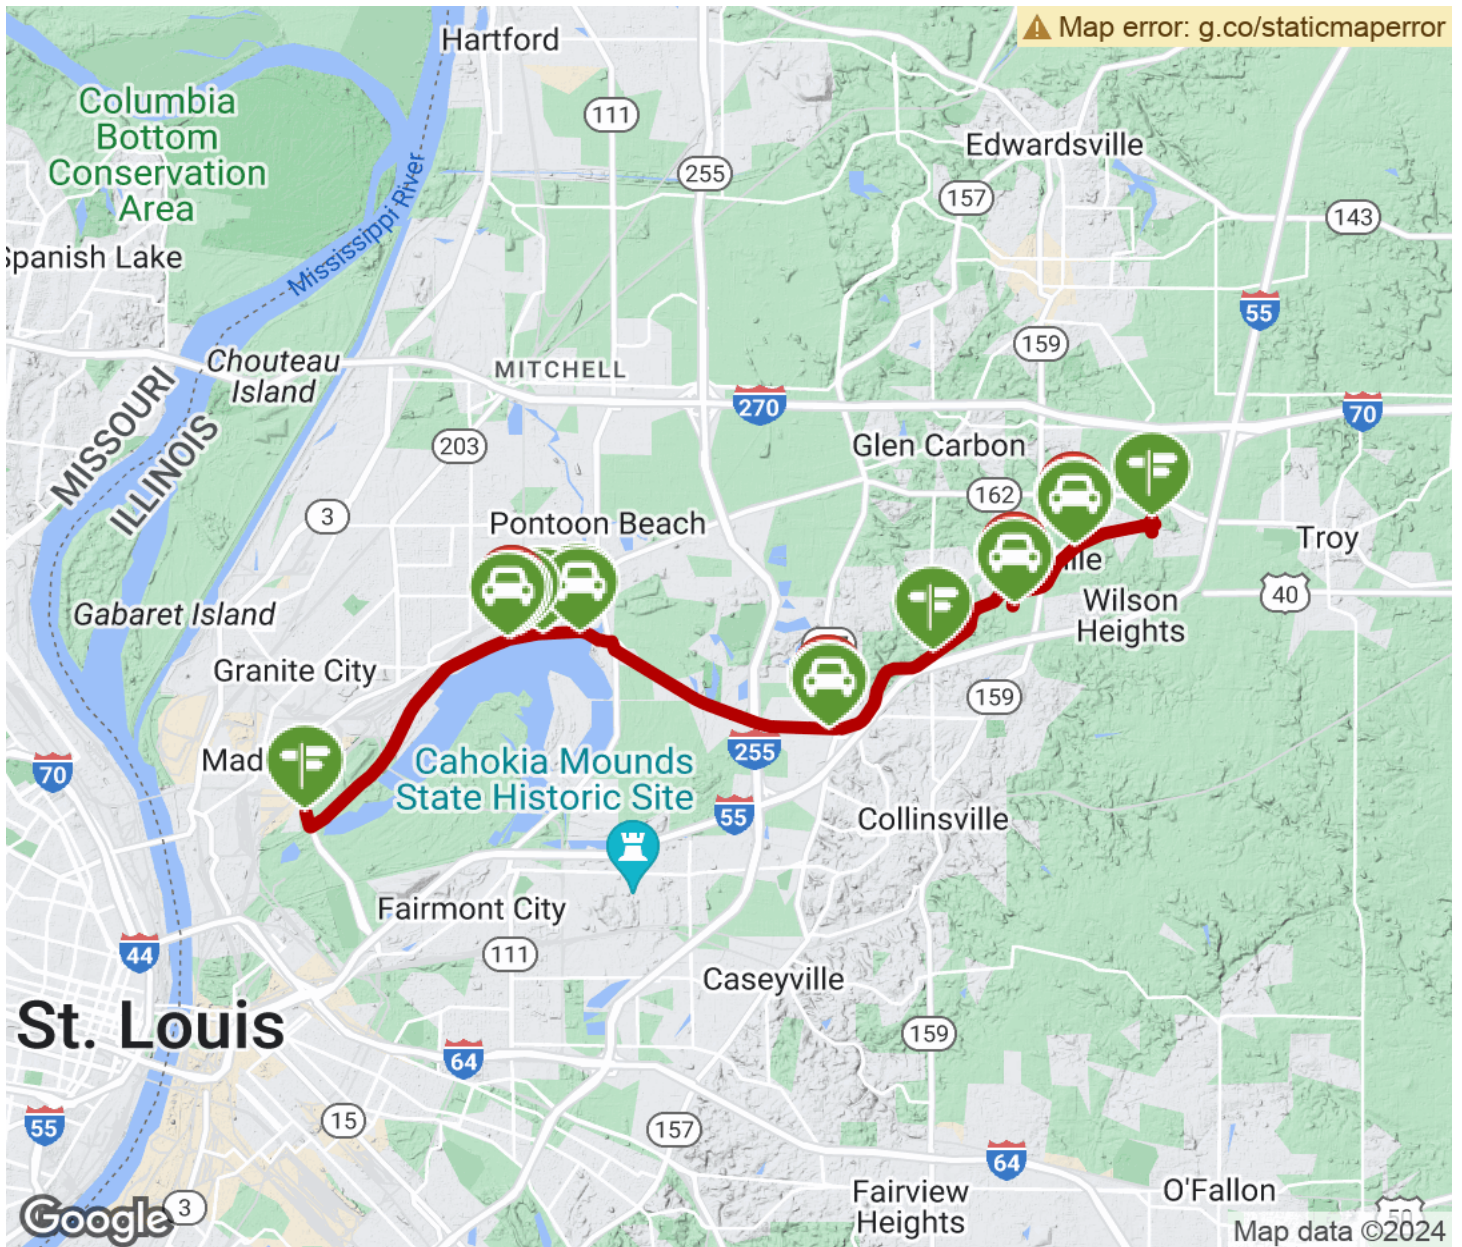 Hartford
Map error: g.co/staticmaperror
Columbia
Bottom
Conservation
Area
111
Edwardsville
255
157
Mississippi River
143
Spanish Lake
55
159
Chouteau
Island
MITCHELL
270
70
MISSOURI
ILLINOIS
203
Glen Carbon
162
3
Pontoon Beach
Troy
ille
40
Gabaret Island
Wilson
Heights
Granite City
159
Mad
70
255
Cahokia Mounds
State Historic Site
55
Collinsville
Fairmont City
44
111
Caseyville
St. Louis
159
64
55
15
157
64
Fairview
Heights
O'Fallon
50
Google
3
Map data ©2024